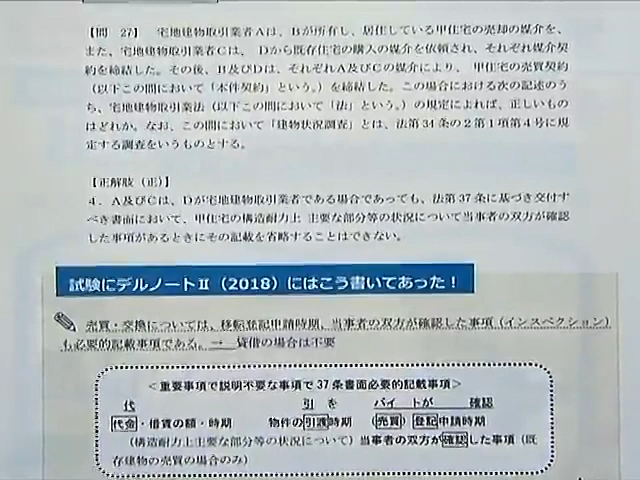 【問　27】　宅地建物取引業者Aは、Bが所有し、居住している甲住宅の売却の媒介を、
また、宅地建物取引業者Cは、Dから既存住宅の購入の媒介を依頼され、それぞれ媒介契
約を締結した。その後、B及びDは、それぞれA及びCの媒介により、甲住宅の売買契約
(以下この問において「本件契約」という。)を締結した。この場合における次の記述のう
ち、宅地建物取引業法(以下この問において「法」という。)の規定によれば、正しいもの
はどれか。なお、この問において「建物状況調査」とは、法第34条の2第1項第4号に規
定する調査をいうものとする。
【正解肢（正）】
4．A及びCは、Dが宅地建物取引業者である場合であっても、法第37条に基づき交付す
べき書面において、甲住宅の構造耐力上主要な部分等の状況について当事者の双方が確認
した事項があるときにその記載を省略することはできない。
試験にデルノートⅡ（2018）にはこう書いてあった！
売買・交換については、移転登記申請時期、当事者の双方が確認した事項（インスペクション）
も必要的記載事項である。→　貸借の場合は不要
＜重要事項で説明不要な事項で37条書面必要的記載事項＞
代　引　を　バイ　トが　確認
代金・借賃の額・時期　物件の引渡時期　（売買）登記申請時期
（構造耐力上主要な部分等の状況について）当事者の双方が確認した事項（既
存建物の売買の場合のみ）